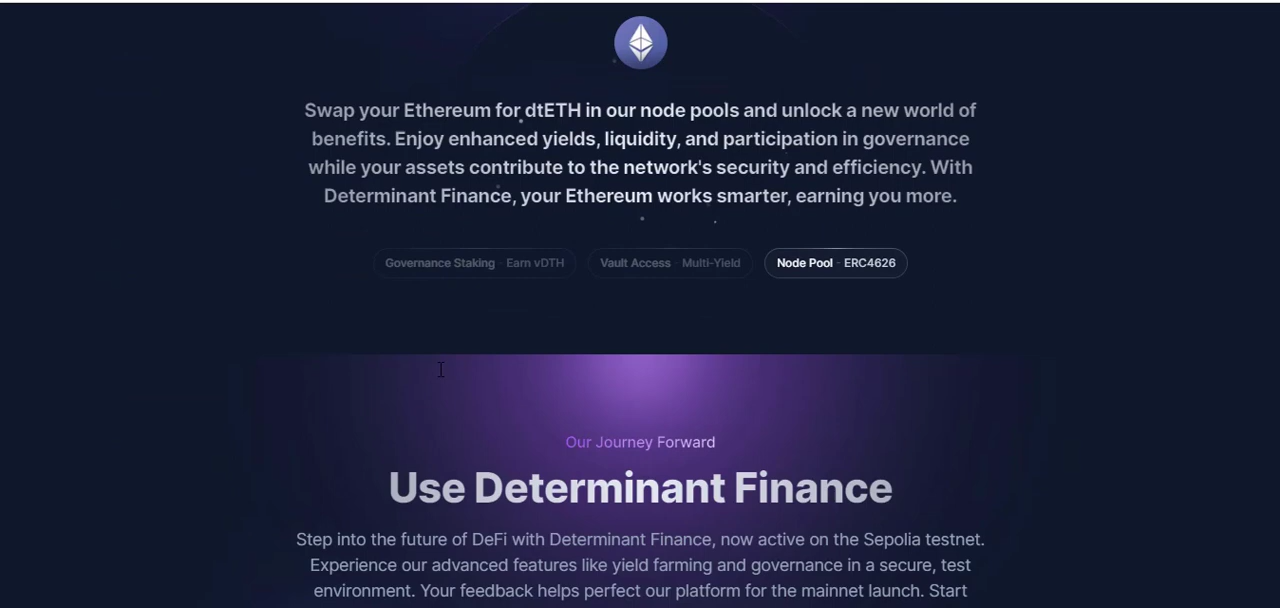 Swap your Ethereum for dtETH in our node pools and unlock a new world of
benefits. Enjoy enhanced yields, liquidity, and participation in governance
while your assets contribute to the network's security and efficiency. With
Determinant Finance, your Ethereum works smarter, earning you more.
Governance Staking · Earn vDTH Vault Access · Multi-Yield Node Pool · ERC4626
Our Journey Forward
Use Determinant Finance
Step into the future of DeFi with Determinant Finance, now active on the Sepolia testnet.
Experience our advanced features like yield farming and governance in a secure, test
environment. Your feedback helps perfect our platform for the mainnet launch. Start